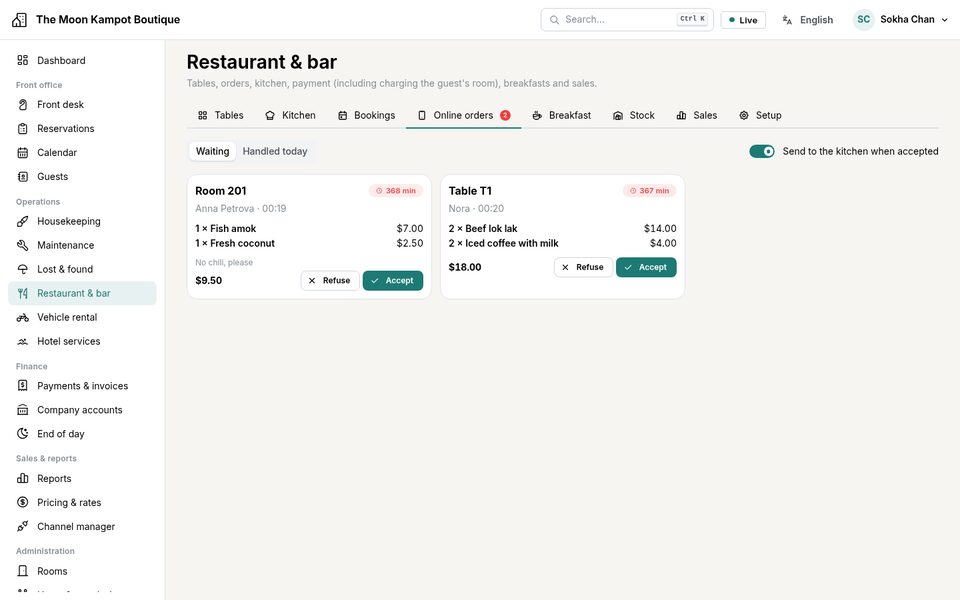 The Moon Kampot Boutique
Search...
Ctrl K
Live
English
SC
Sokha Chan
Dashboard
Front office
Front desk
Reservations
Calendar
Guests
Operations
Housekeeping
Maintenance
Lost & found
Restaurant & bar
Vehicle rental
Hotel services
Finance
Payments & invoices
Company accounts
End of day
Sales & reports
Reports
Pricing & rates
Channel manager
Administration
Rooms
Restaurant & bar
Tables, orders, kitchen, payment (including charging the guest's room), breakfasts and sales.
Tables
Kitchen
Bookings
Online orders 2
Breakfast
Stock
Sales
Setup
Waiting
Handled today
Send to the kitchen when accepted
Room 201
368 min
Anna Petrova · 00:19
1 × Fish amok $7.00
1 × Fresh coconut $2.50
No chili, please
$9.50
Refuse
Accept
Table T1
367 min
Nora · 00:20
2 × Beef lok lak $14.00
2 × Iced coffee with milk $4.00
$18.00
Refuse
Accept